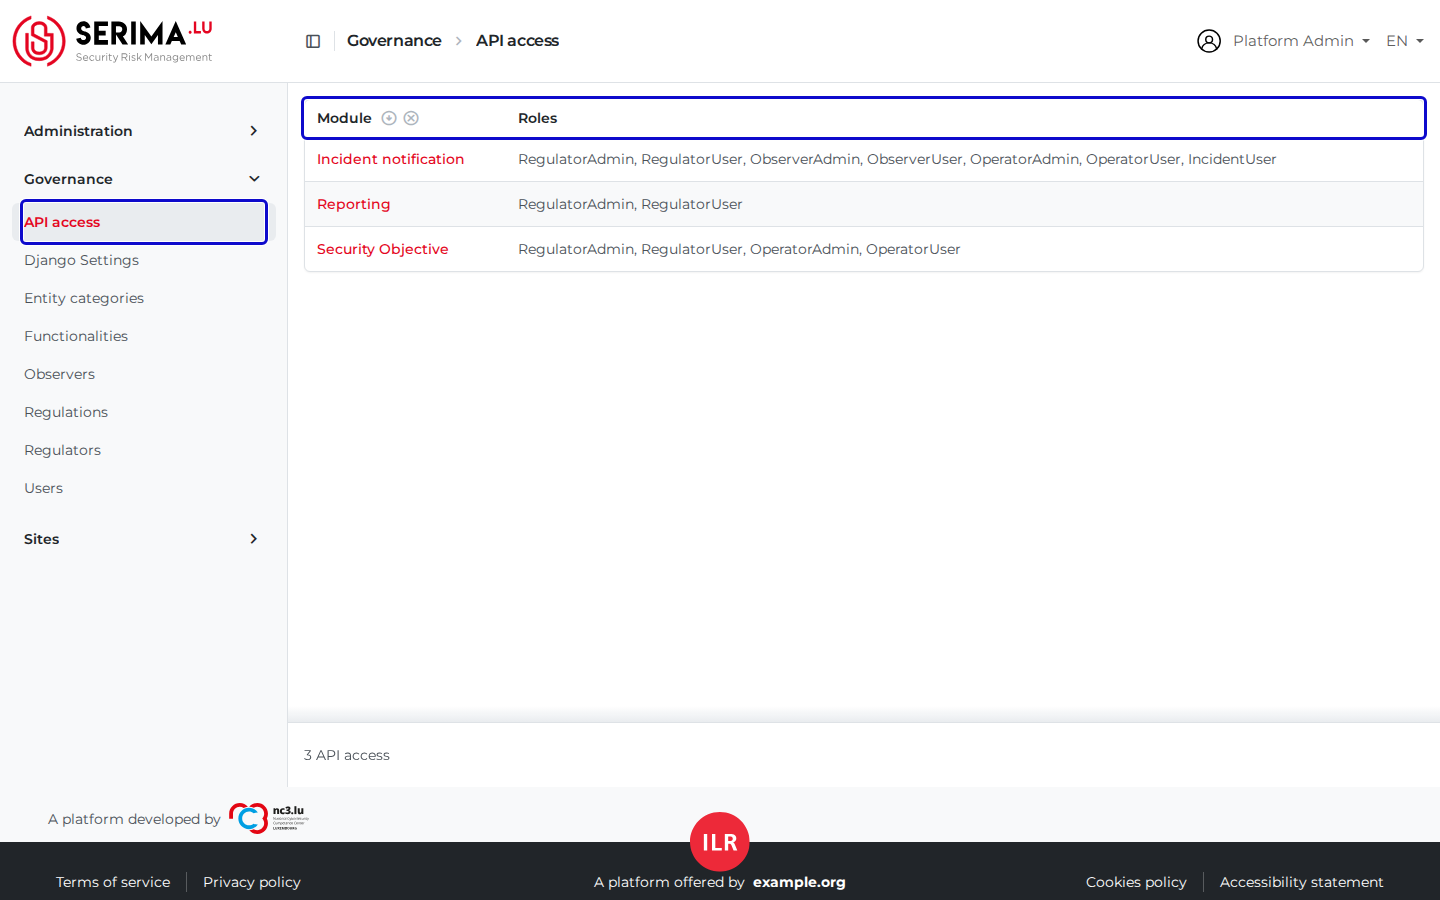 SERIMA.LU
Security Risk Management
Governance > API access
Platform Admin
EN
Administration
Governance
API access
Django Settings
Entity categories
Functionalities
Observers
Regulations
Regulators
Users
Sites
Module Roles
Incident notification RegulatorAdmin, RegulatorUser, ObserverAdmin, ObserverUser, OperatorAdmin, OperatorUser, IncidentUser
Reporting RegulatorAdmin, RegulatorUser
Security Objective RegulatorAdmin, RegulatorUser, OperatorAdmin, OperatorUser
3 API access
A platform developed by
nc3.lu
LUXEMBOURG
ILR
Terms of service
Privacy policy
A platform offered by example.org
Cookies policy
Accessibility statement